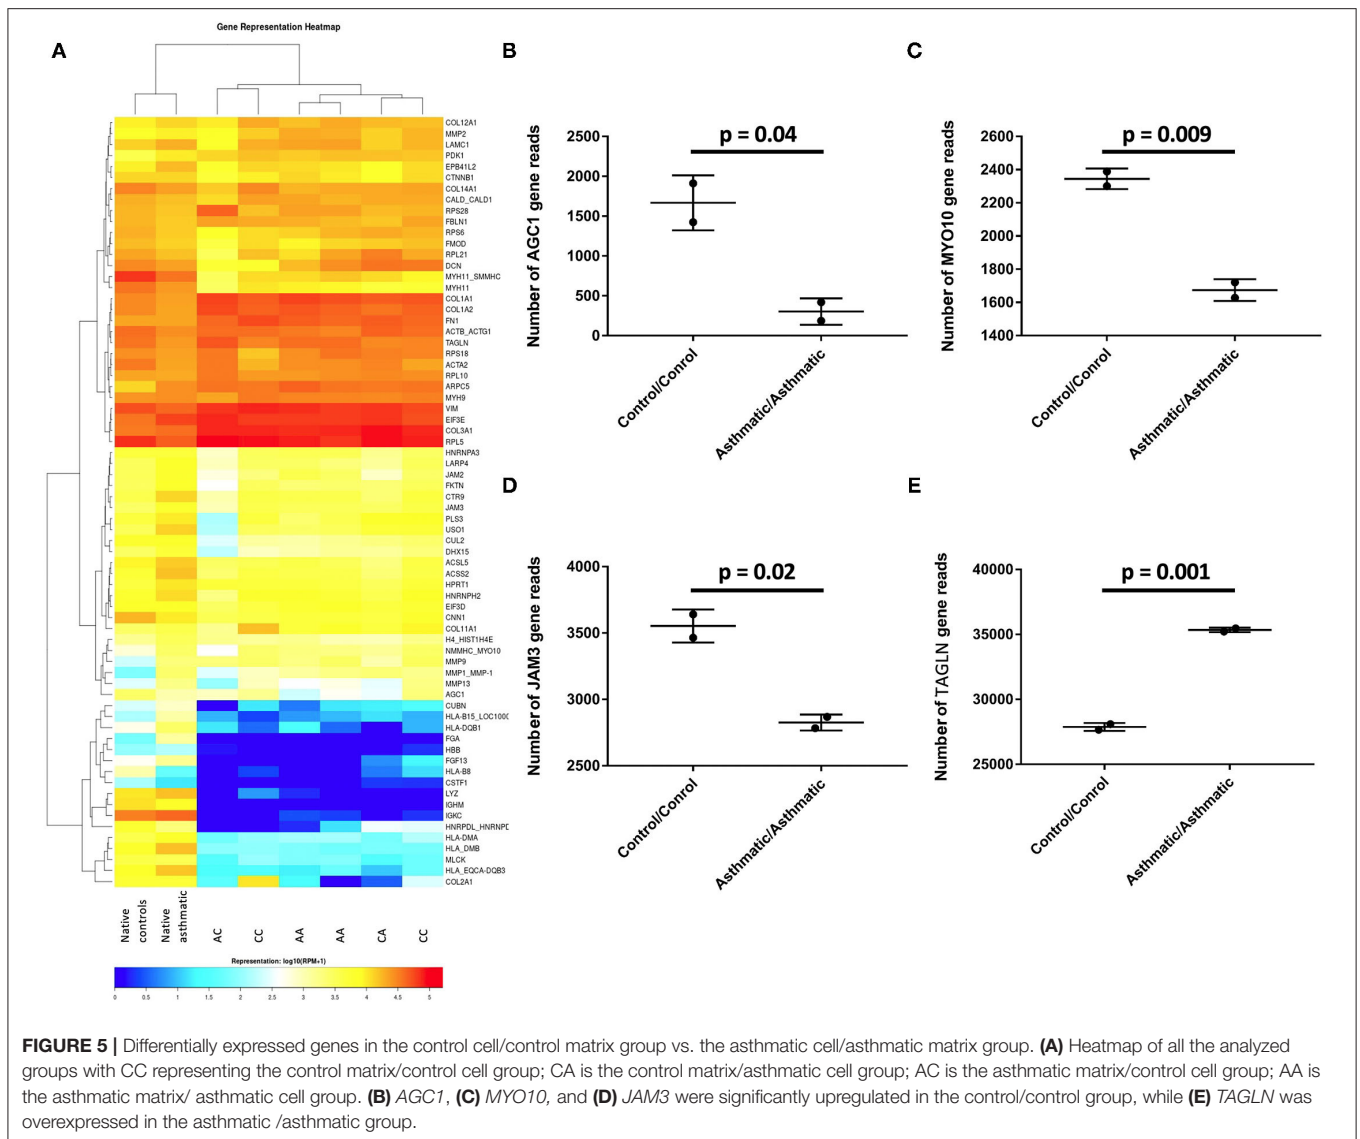 Gene Representation Heatmap
A
COL12A1
MMP2
LAMC1
PDK1
EPB41L2
CTNNB1
COL14A1
CALD_CALD1
RPS28
FBLN1
RPS6
FMOD
RPL21
DCN
MYH11_SMMHC
MYH11
COL1A1
COL1A2
FN1
ACTB_ACTG1
TAGLN
RPS18
ACTA2
RPL10
ARPC5
MYH9
VIM
EIF3E
COL3A1
RPL5
HNRNPA3
LARP4
JAM2
FKTN
CTR9
JAM3
PLS3
USO1
CUL2
DHX15
ACSL5
ACSS2
HPRT1
HNRNPH2
EIF3D
CNN1
COL11A1
H4_HIST1H4E
NMMHC_MYO10
MMP9
MMP1_MMP-1
MMP13
AGC1
CUBN
HLA-B15_LOC1000
HLA-DQB1
FGA
HBB
FGF13
HLA-B8
CSTF1
LYZ
IGHM
IGKC
HNRPDL_HNRNPD
HLA-DMA
HLA_DMB
MLCK
HLA_EQCA-DQB3
COL2A1
Native controls
Native asthmatic
AC
CC
AA
AA
CA
CC
Representation: log10(RPM+1)
0 0.5 1 1.5 2 2.5 3 3.5 4 4.5 5
B
p = 0.04
Number of AGC1 gene reads
2500
2000
1500
1000
500
0
Control/Conrol
Asthmatic/Asthmatic
C
p = 0.009
Number of MYO10 gene reads
2600
2400
2200
2000
1800
1600
1400
Control/Conrol
Asthmatic/Asthmatic
D
p = 0.02
Number of JAM3 gene reads
4000
3500
3000
2500
Control/Conrol
Asthmatic/Asthmatic
E
p = 0.001
Number of TAGLN gene reads
40000
35000
30000
25000
Control/Conrol
Asthmatic/Asthmatic
FIGURE 5 | Differentially expressed genes in the control cell/control matrix group vs. the asthmatic cell/asthmatic matrix group. (A) Heatmap of all the analyzed
groups with CC representing the control matrix/control cell group; CA is the control matrix/asthmatic cell group; AC is the asthmatic matrix/control cell group; AA is
the asthmatic matrix/ asthmatic cell group. (B) AGC1, (C) MYO10, and (D) JAM3 were significantly upregulated in the control/control group, while (E) TAGLN was
overexpressed in the asthmatic /asthmatic group.